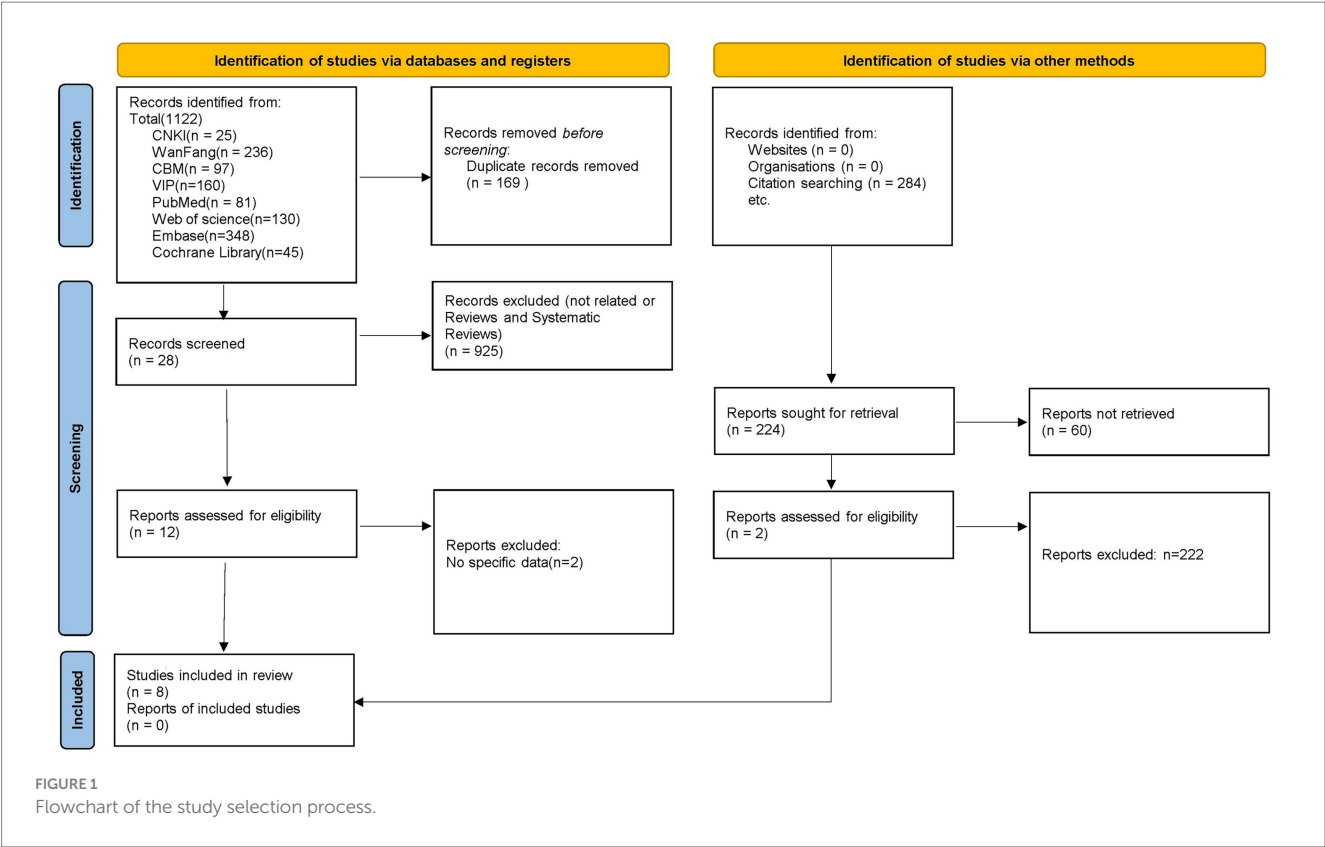 Identification of studies via databases and registers
Identification of studies via other methods
Identification
Records identified from:
Total(1122)
CNKI(n = 25)
WanFang(n = 236)
CBM(n = 97)
VIP(n=160)
PubMed(n = 81)
Web of science(n=130)
Embase(n=348)
Cochrane Library(n=45)
Records removed before
screening:
Duplicate records removed
(n = 169 )
Records identified from:
Websites (n = 0)
Organisations (n = 0)
Citation searching (n = 284)
etc.
Screening
Records screened
(n = 28)
Records excluded (not related or
Reviews and Systematic
Reviews)
(n = 925)
Reports sought for retrieval
(n = 224)
Reports not retrieved
(n = 60)
Reports assessed for eligibility
(n = 12)
Reports excluded:
No specific data(n=2)
Reports assessed for eligibility
(n = 2)
Reports excluded: n=222
Included
Studies included in review
(n = 8)
Reports of included studies
(n = 0)
FIGURE 1
Flowchart of the study selection process.